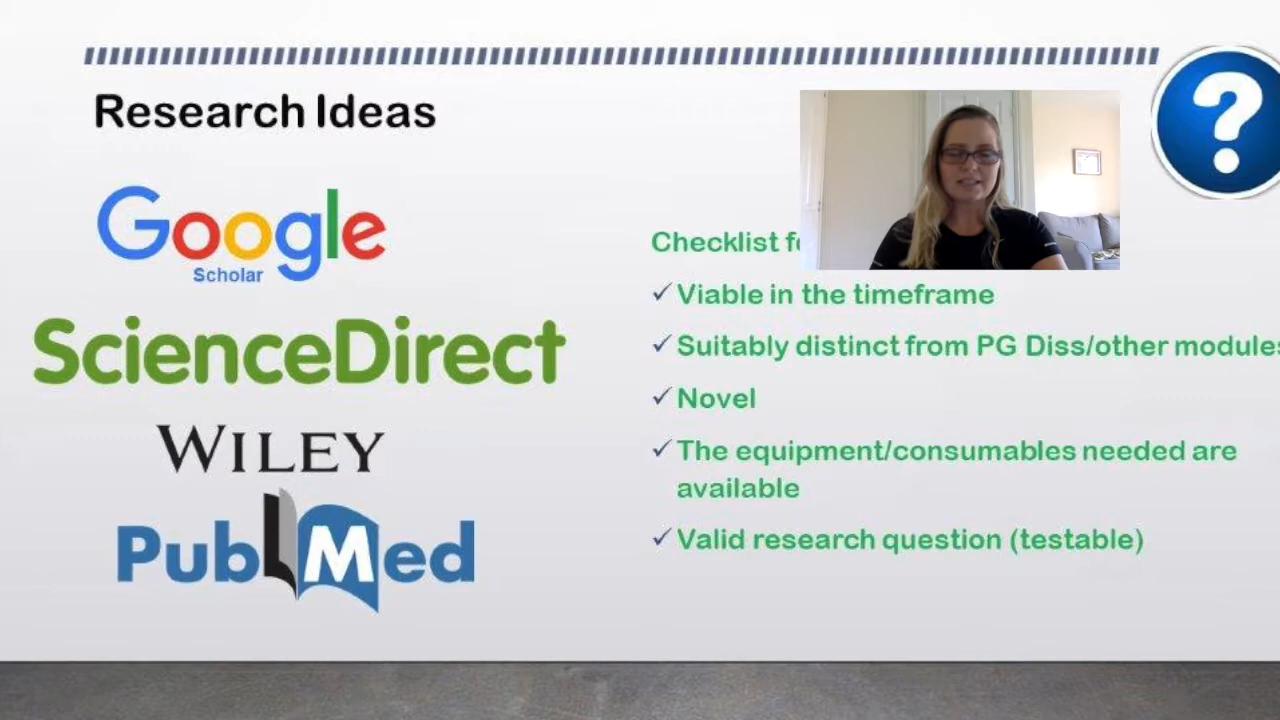 Research Ideas
Google
Scholar
ScienceDirect
WILEY
PubMed
Checklist
✓ Viable in the timeframe
✓ Suitably distinct from PG Diss/other modules
✓ Novel
✓ The equipment/consumables needed are
available
✓ Valid research question (testable)
?